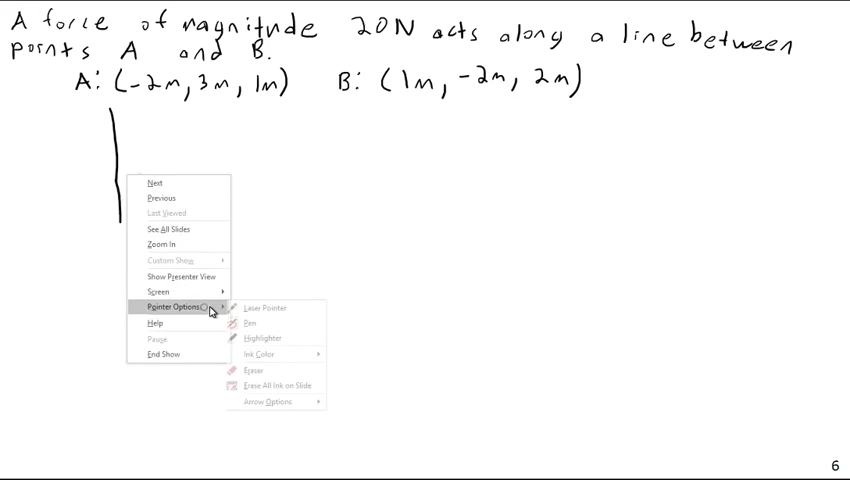 A force of magnitude 20N acts along a line between
points A and B.
A: (-2m, 3m, 1m) B: (1m, -2m, 2m)
Next
Previous
Last Viewed
See All Slides
Zoom In
Custom Show
Show Presenter View
Screen
Pointer Options
Help
Pause
End Show
Laser Pointer
Pen
Highlighter
Ink Color
Eraser
Erase All Ink on Slide
Arrow Options
6